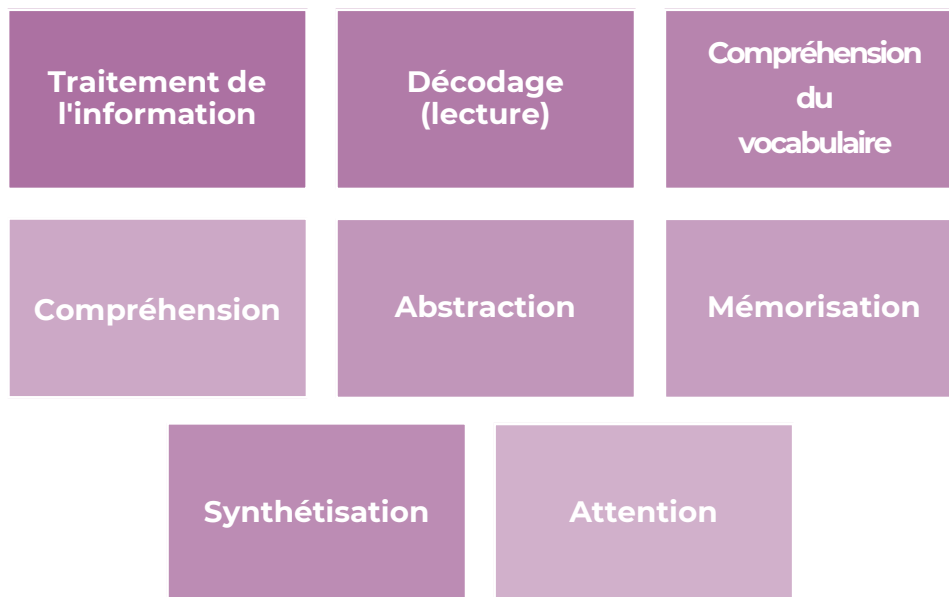 Traitement de
l'information
Décodage
(lecture)
Compréhension
du
vocabulaire
Compréhension
Abstraction
Mémorisation
Synthétisation
Attention